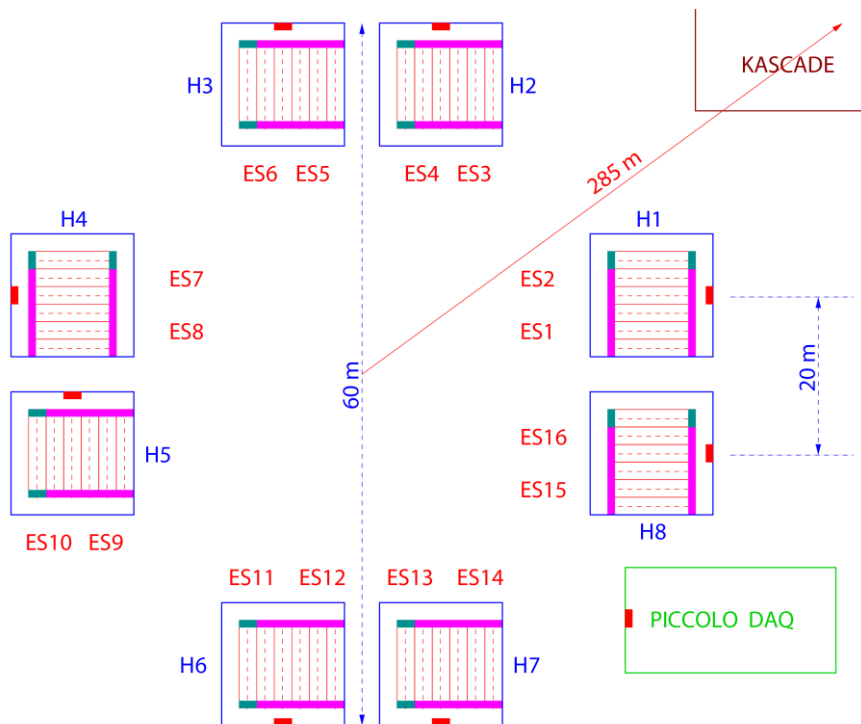 KASCADE
H3
H2
285 m
ES6 ES5
ES4 ES3
H4
H1
ES7
ES2
ES8
ES1
60 m
20 m
H5
ES16
ES15
ES10 ES9
H8
ES11 ES12
ES13 ES14
PICCOLO DAQ
H6
H7